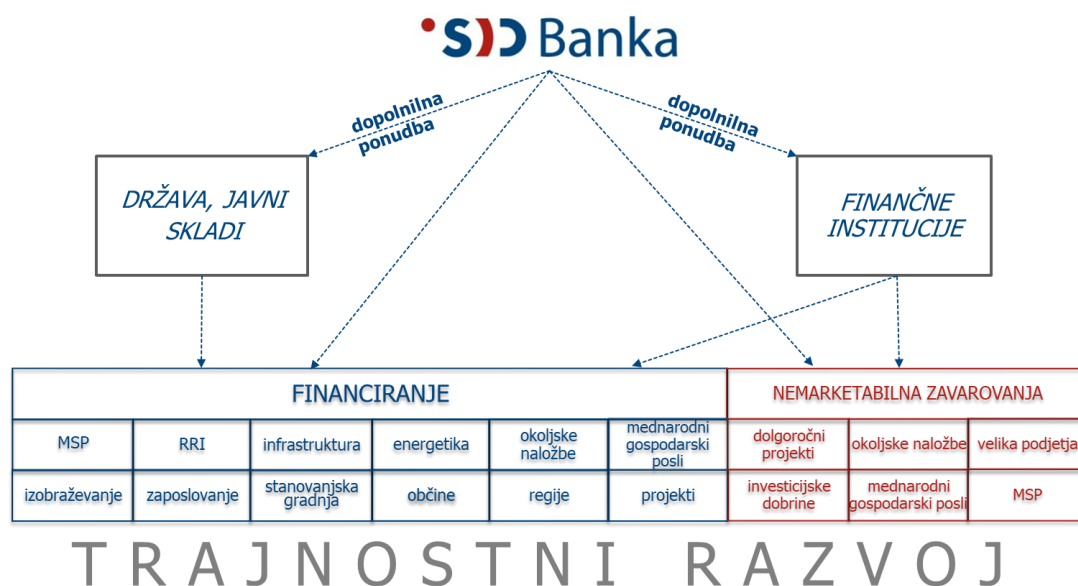 SID Banka
dopolnilna
ponudba
dopolnilna
ponudba
DRŽAVA, JAVNI
SKLADI
FINANČNE
INSTITUCIJE
FINANCIRANJE
NEMARKETABILNA ZAVAROVANJA
MSP
RRI
infrastruktura
energetika
okoljske
naložbe
mednarodni
gospodarski
posli
dolgoročni
projekti
okoljske naložbe
velika podjetja
izobraževanje
zaposlovanje
stanovanjska
gradnja
občine
regije
projekti
investicijske
dobrine
mednarodni
gospodarski posli
MSP
TRAJNOSTNI RAZVOJ